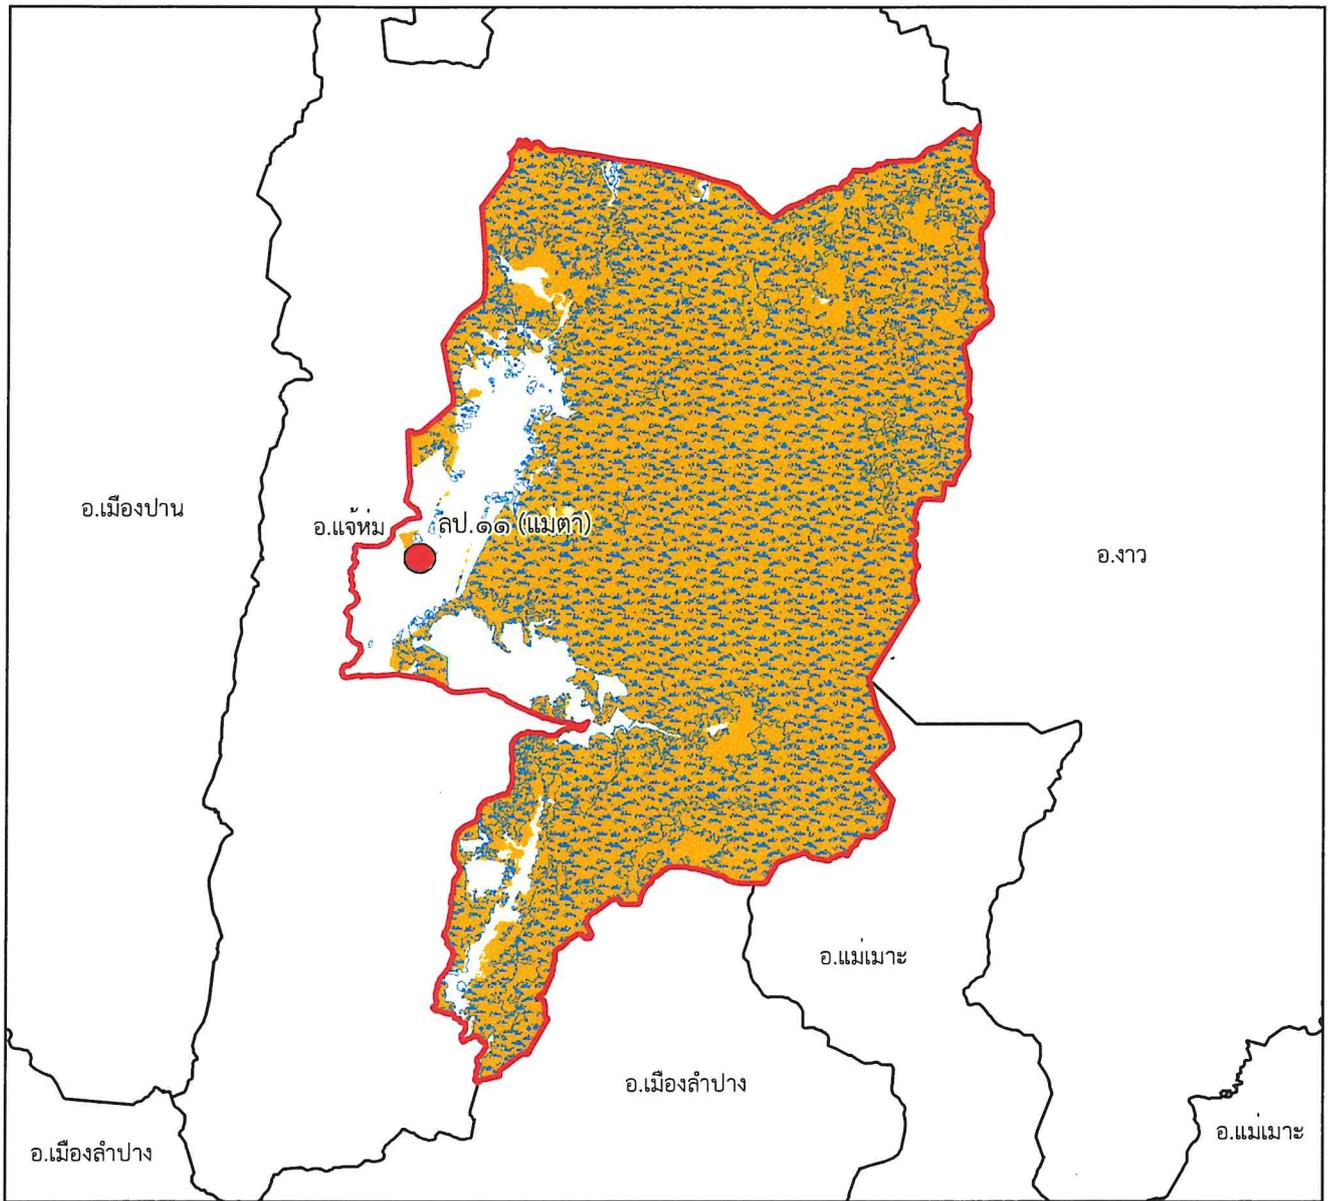 อ.เมืองปาน
อ.แจ้ห่ม
ลป.๑๑ (แม่ตา)
อ.งาว
อ.แม่เมาะ
อ.เมืองลำปาง
อ.แม่เมาะ
อ.เมืองลำปาง